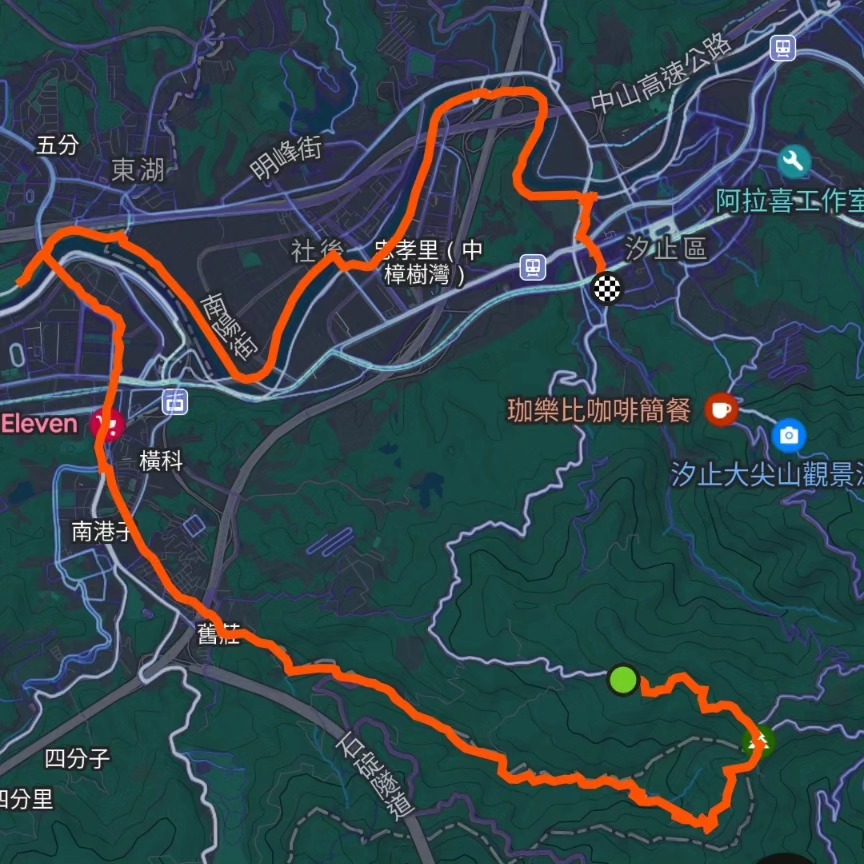 中山高速公路
五分
東湖
明峰街
阿拉喜工作室
社後
忠孝里（中
樟樹灣）
汐止區
南陽街
珈樂比咖啡簡餐
Eleven
橫科
汐止大尖山觀景
南港子
舊莊
四分子
四分里
石碇隧道